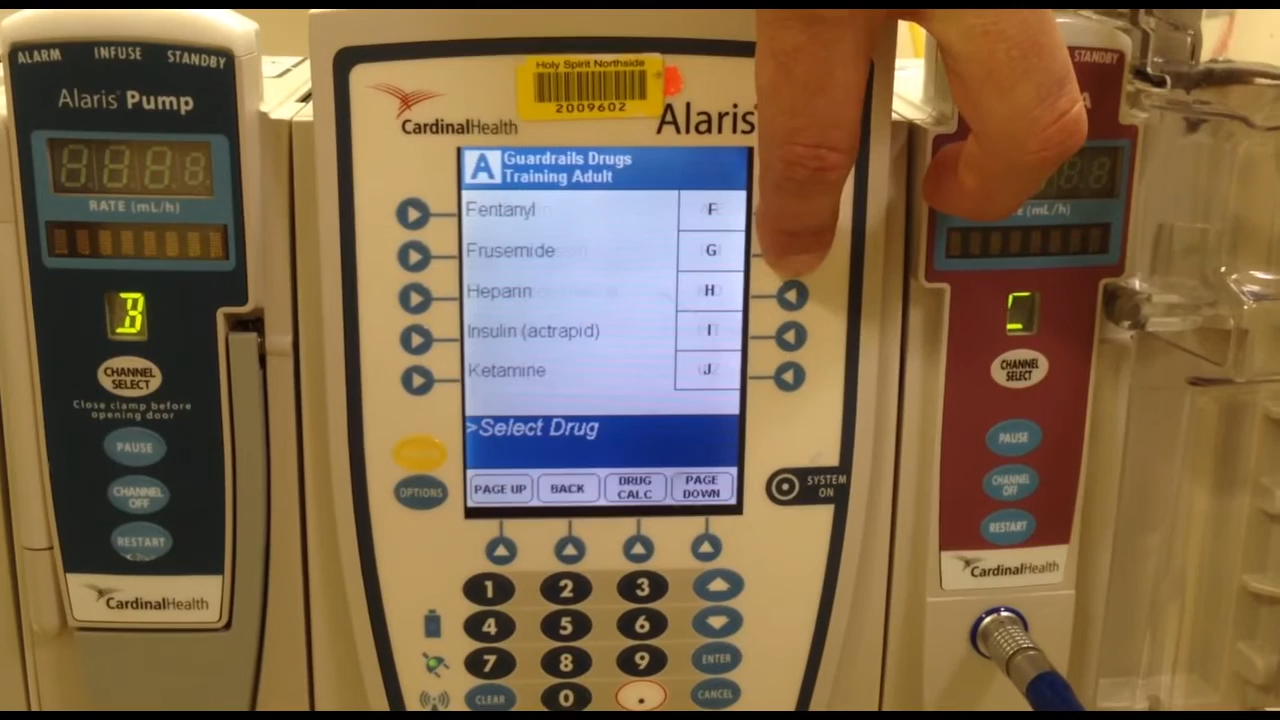 ALARM INFUSE STANDBY
Alaris® Pump
RATE (mL/h)
B
CHANNEL
SELECT
Close clamp before
opening door
PAUSE
CHANNEL
OFF
RESTART
CardinalHealth
Holy Spirit Northside
2009602
CardinalHealth
Alaris
A
Guardrails Drugs
Training Adult
Fentanyl F
Frusemide G
Heparin H
Insulin (actrapid) I
Ketamine J
>Select Drug
PAGE UP
BACK
DRUG
CALC
PAGE
DOWN
OPTIONS
SYSTEM
ON
1 2 3
4 5 6
ENTER
7 8 9
CLEAR
0
.
CANCEL
STANDBY
(mL/h)
C
CHANNEL
SELECT
PAUSE
CHANNEL
OFF
RESTART
CardinalHealth